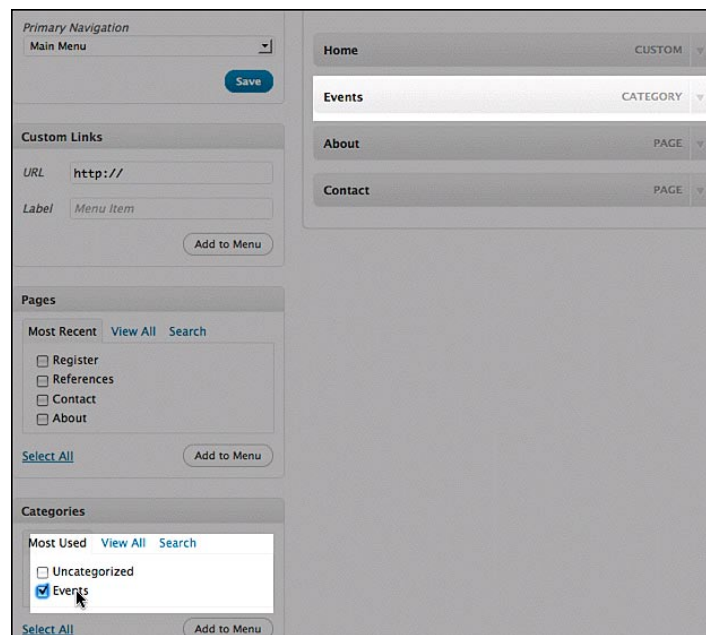 Primary Navigation
Main Menu
Save
Custom Links
URL http://
Label Menu Item
Add to Menu
Pages
Most Recent View All Search
Register
References
Contact
About
Select All Add to Menu
Categories
Most Used View All Search
Uncategorized
Events
Select All Add to Menu
Home CUSTOM
Events CATEGORY
About PAGE
Contact PAGE